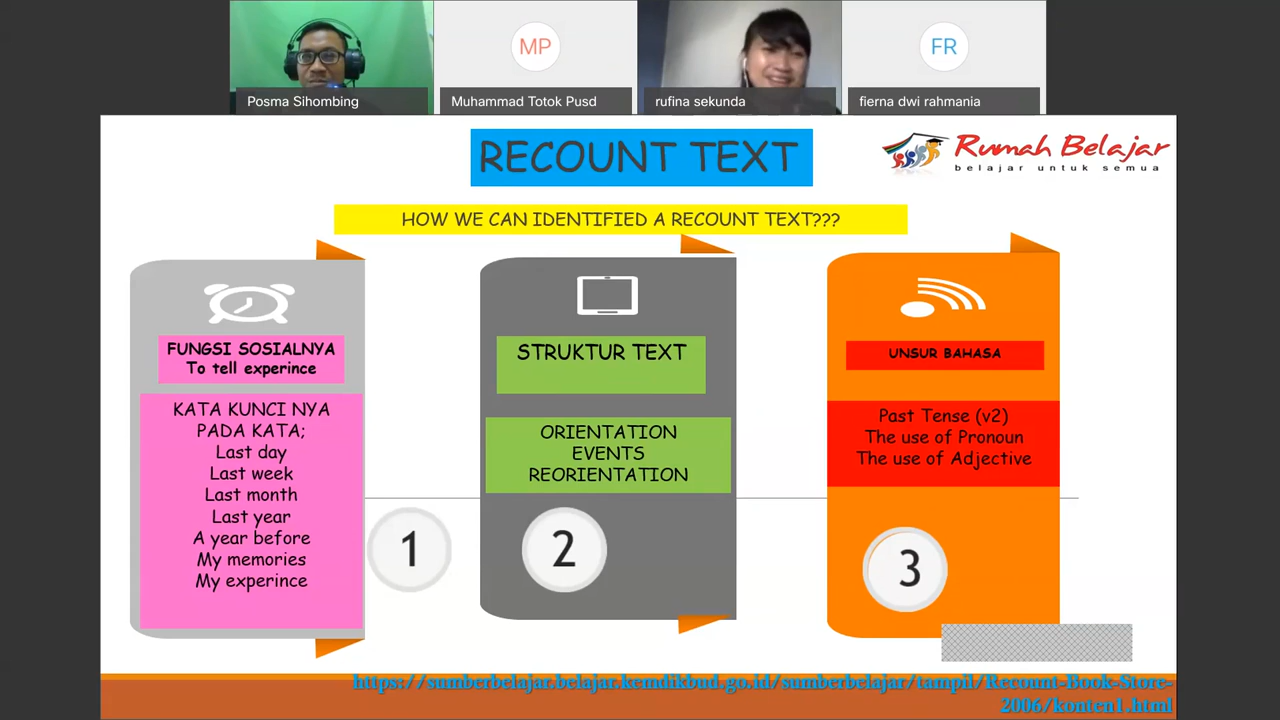 MP
FR
Posma Sihombing
Muhammad Totok Pusd
rufina sekunda
fierna dwi rahmania
RECOUNT TEXT
Rumah Belajar
belajar untuk semua
HOW WE CAN IDENTIFIED A RECOUNT TEXT???
FUNGSI SOSIALNYA
To tell experince
KATA KUNCI NYA
PADA KATA;
Last day
Last week
Last month
Last year
A year before
My memories
My experince
1
STRUKTUR TEXT
ORIENTATION
EVENTS
REORIENTATION
2
UNSUR BAHASA
Past Tense (v2)
The use of Pronoun
The use of Adjective
3
https://sumberbelajar.belajar.kemdikbud.go.id/sumberbelajar/tampil/Recount-Book-Store-
2006/konten1.html